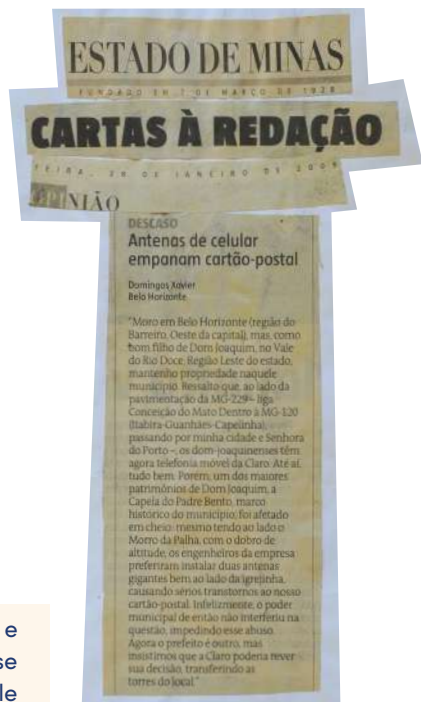 ESTADO DE MINAS
FUNDADO EM 7 DE MARÇO DE 1928
CARTAS À REDAÇÃO
FEIRA, DE JANEIRO DE
OPINIÃO
DESCASO
Antenas de celular
empanam cartão-postal
Domingos Xavier
Belo Horizonte
"Moro em Belo Horizonte (região do
Barreiro, Oeste da capital), mas, como
bom filho de Dom Joaquim, no Vale
do Rio Doce, Região Leste do estado,
mantenho propriedade naquele
município. Ressalto que, ao lado da
pavimentação da MG-229 – liga
Conceição do Mato Dentro à MG-120
(Itabira-Guanhães-Capelinha),
passando por minha cidade e Senhora
do Porto –, os dom-joaquinenses têm
agora telefonia móvel da Claro. Até aí,
tudo bem. Porém, um dos maiores
patrimônios de Dom Joaquim, a
Capela do Padre Bento, marco
histórico do município, foi afetado
em cheio: mesmo tendo ao lado o
Morro da Palha, com o dobro de
altitude, os engenheiros da empresa
preferiram instalar duas antenas
gigantes bem ao lado da igrejinha,
causando sérios transtornos ao nosso
cartão-postal. Infelizmente, o poder
municipal de então não interferiu na
questão, impedindo esse abuso.
Agora o prefeito é outro, mas
insistimos que a Claro poderia rever
sua decisão, transferindo as
torres do local."
e
se
le